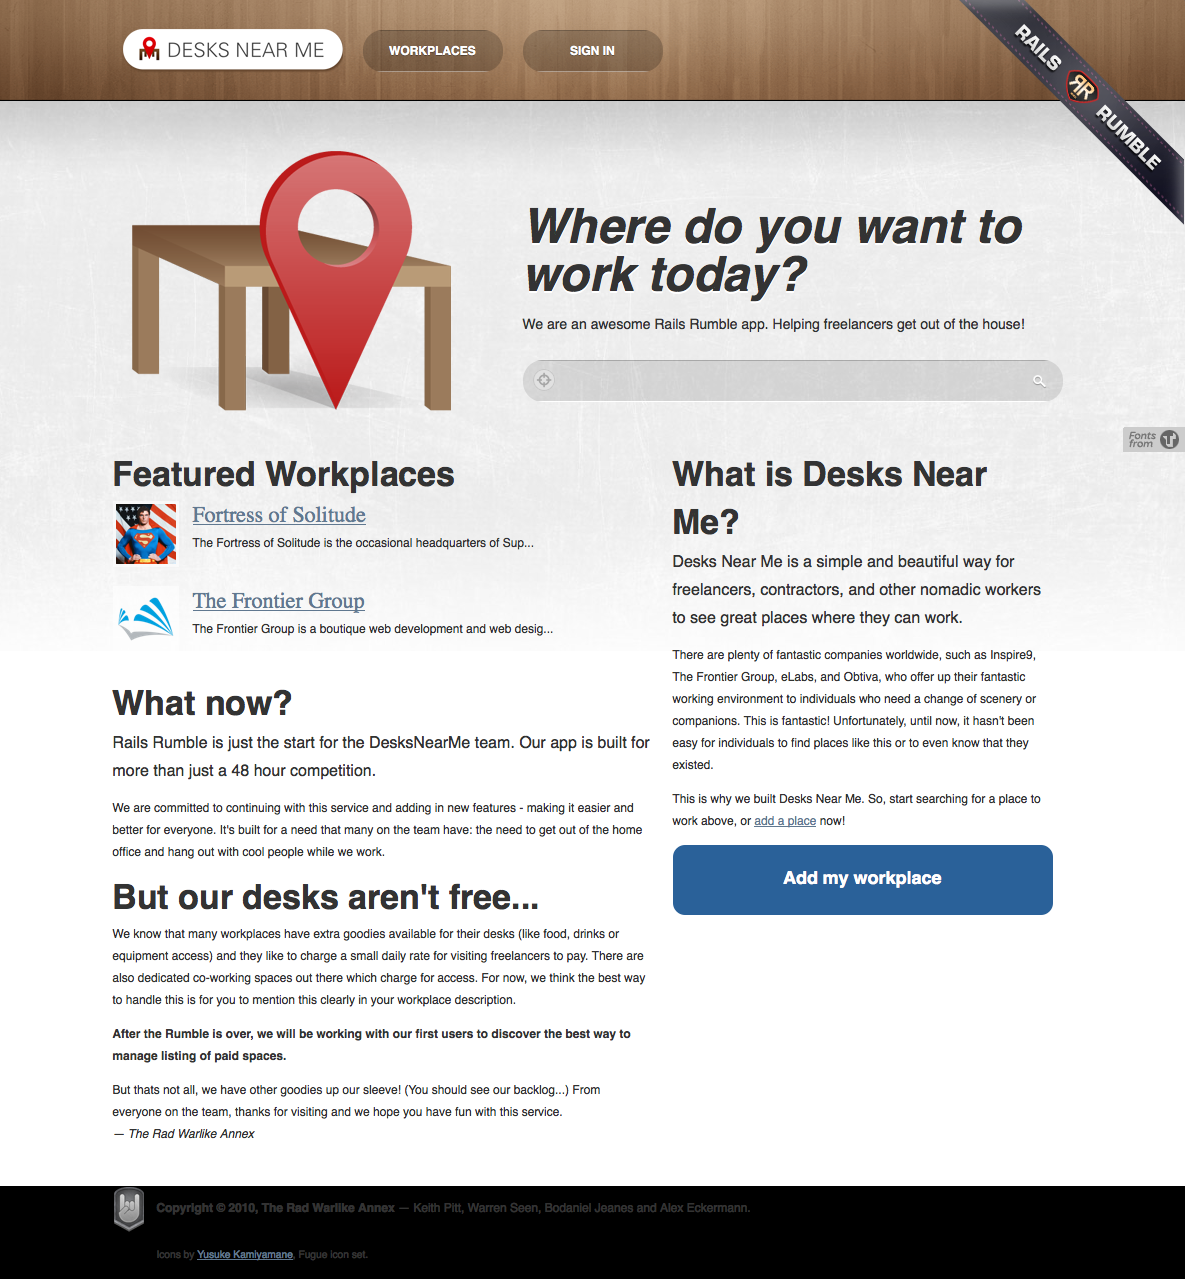 DESKS NEAR ME
WORKPLACES
SIGN IN
RAILS
RR
RUMBLE
Where do you want to
work today?
We are an awesome Rails Rumble app. Helping freelancers get out of the house!
Fonts
from
Featured Workplaces
Fortress of Solitude
The Fortress of Solitude is the occasional headquarters of Sup...
The Frontier Group
The Frontier Group is a boutique web development and web desig...
What now?
Rails Rumble is just the start for the DesksNearMe team. Our app is built for
more than just a 48 hour competition.
We are committed to continuing with this service and adding in new features - making it easier and
better for everyone. It's built for a need that many on the team have: the need to get out of the home
office and hang out with cool people while we work.
But our desks aren't free...
We know that many workplaces have extra goodies available for their desks (like food, drinks or
equipment access) and they like to charge a small daily rate for visiting freelancers to pay. There are
also dedicated co-working spaces out there which charge for access. For now, we think the best way
to handle this is for you to mention this clearly in your workplace description.
After the Rumble is over, we will be working with our first users to discover the best way to
manage listing of paid spaces.
But thats not all, we have other goodies up our sleeve! (You should see our backlog...) From
everyone on the team, thanks for visiting and we hope you have fun with this service.
— The Rad Warlike Annex
What is Desks Near
Me?
Desks Near Me is a simple and beautiful way for
freelancers, contractors, and other nomadic workers
to see great places where they can work.
There are plenty of fantastic companies worldwide, such as Inspire9,
The Frontier Group, eLabs, and Obtiva, who offer up their fantastic
working environment to individuals who need a change of scenery or
companions. This is fantastic! Unfortunately, until now, it hasn't been
easy for individuals to find places like this or to even know that they
existed.
This is why we built Desks Near Me. So, start searching for a place to
work above, or add a place now!
Add my workplace
Copyright © 2010, The Rad Warlike Annex — Keith Pitt, Warren Seen, Bodaniel Jeanes and Alex Eckermann.
Icons by Yusuke Kamiyamane, Fugue icon set.